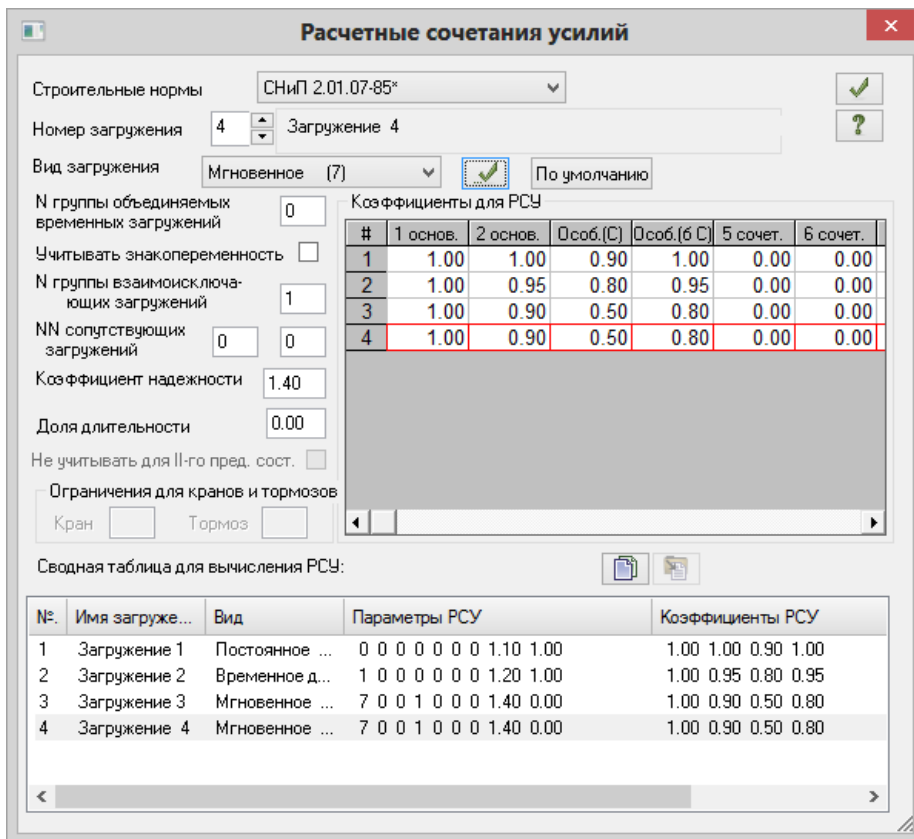 Расчетные сочетания усилий
Строительные нормы СНиП 2.01.07-85*
Номер загружения 4 Загружение 4
Вид загружения Мгновенное (7) По умолчанию
N группы объединяемых
временных загружений 0
Учитывать знакопеременность
N группы взаимоисключа-
ющих загружений 1
NN сопутствующих
загружений 0 0
Коэффициент надежности 1.40
Доля длительности 0.00
Не учитывать для II-го пред. сост.
Ограничения для кранов и тормозов
Кран Тормоз
Коэффициенты для РСУ
# 1 основ. 2 основ. Особ.(С) Особ.(б С) 5 сочет. 6 сочет.
1 1.00 1.00 0.90 1.00 0.00 0.00
2 1.00 0.95 0.80 0.95 0.00 0.00
3 1.00 0.90 0.50 0.80 0.00 0.00
4 1.00 0.90 0.50 0.80 0.00 0.00
Сводная таблица для вычисления РСУ:
№. Имя загруже... Вид Параметры РСУ Коэффициенты РСУ
1 Загружение 1 Постоянное ... 0 0 0 0 0 0 0 1.10 1.00 1.00 1.00 0.90 1.00
2 Загружение 2 Временное д... 1 0 0 0 0 0 0 1.20 1.00 1.00 0.95 0.80 0.95
3 Загружение 3 Мгновенное ... 7 0 0 1 0 0 0 1.40 0.00 1.00 0.90 0.50 0.80
4 Загружение 4 Мгновенное ... 7 0 0 1 0 0 0 1.40 0.00 1.00 0.90 0.50 0.80